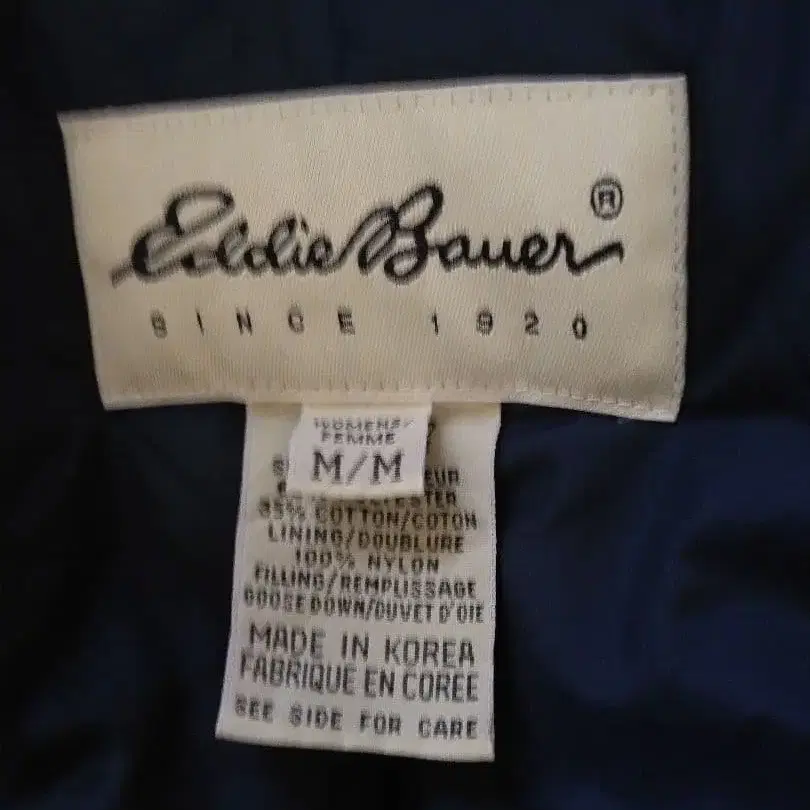 Eddie Bauer ®
SINCE 1920
WOMENS/
FEMME
M/M
35% COTTON/COTON
LINING/DOUBLURE
100% NYLON
FILLING/REMPLISSAGE
GOOSE DOWN/DUVET D'OIE
MADE IN KOREA
FABRIQUE EN COREE
SEE SIDE FOR CARE